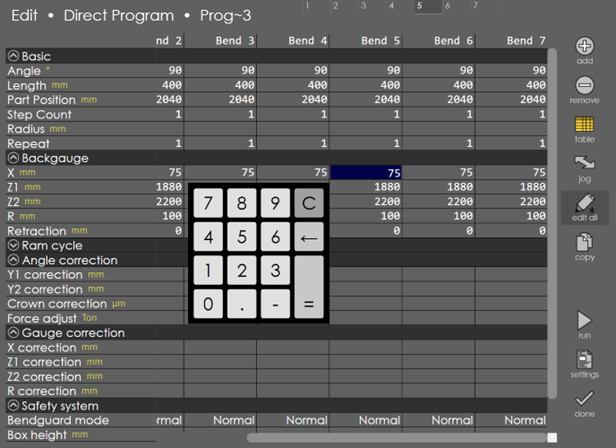 Edit • Direct Program • Prog~3
1 2 3 4 5 6 7 8
nd 2 Bend 3 Bend 4 Bend 5 Bend 6 Bend 7
Basic
Angle ° 90 90 90 90 90 90
Length mm 400 400 400 400 400 400
Part Position mm 2040 2040 2040 2040 2040 2040
Step Count 1 1 1 1 1 1
Radius mm
Repeat 1 1 1 1 1 1
Backgauge
X mm 75 75 75 75 75 75
Z1 mm 1880 1880 1880 1880
Z2 mm 2200 2200 2200 2200
R mm 100 100 100 100
Retraction mm 0 0 0 0
Ram cycle
Angle correction
Y1 correction mm
Y2 correction mm
Crown correction µm
Force adjust Ton
Gauge correction
X correction mm
Z1 correction mm
Z2 correction mm
R correction mm
Safety system
Bendguard mode rmal Normal Normal Normal Normal Normal
Box height mm
7 8 9 C
4 5 6 ←
1 2 3
0 . - =
add
remove
table
jog
edit all
copy
run
settings
done